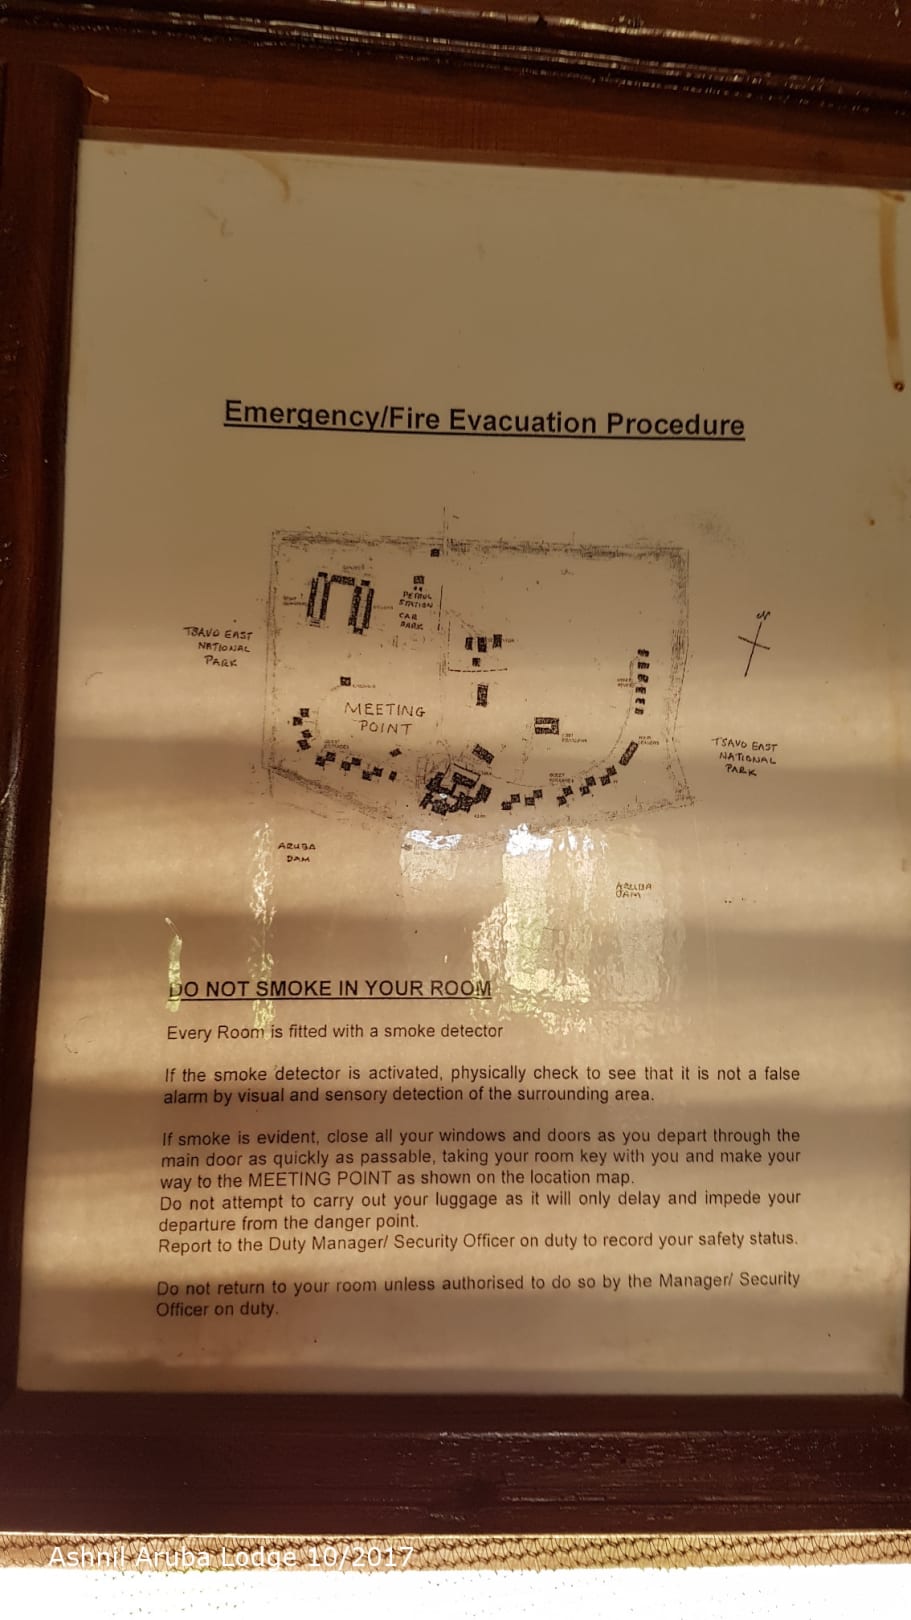 Emergency/Fire Evacuation Procedure
PETROL
STATION
CAR
PARK
N
TSAVO EAST
NATIONAL
PARK
MEETING
POINT
TSAVO EAST
NATIONAL
PARK
ARUBA
DAM
ARUBA
DAM
DO NOT SMOKE IN YOUR ROOM
Every Room is fitted with a smoke detector
If the smoke detector is activated, physically check to see that it is not a false
alarm by visual and sensory detection of the surrounding area.
If smoke is evident, close all your windows and doors as you depart through the
main door as quickly as passable, taking your room key with you and make your
way to the MEETING POINT as shown on the location map.
Do not attempt to carry out your luggage as it will only delay and impede your
departure from the danger point.
Report to the Duty Manager/ Security Officer on duty to record your safety status.
Do not return to your room unless authorised to do so by the Manager/ Security
Officer on duty.
Ashnil Aruba Lodge 10/2017